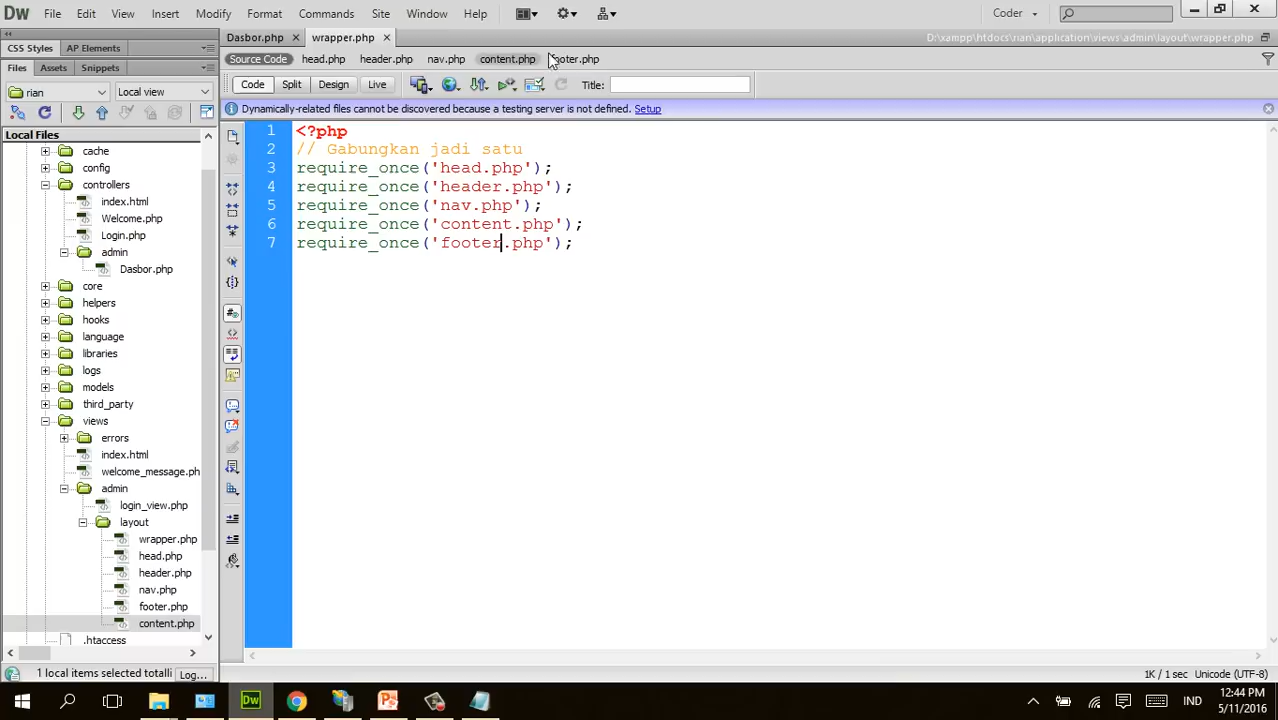 Dw File Edit View Insert Modify Format Commands Site Window Help Coder
CSS Styles AP Elements
Dasbor.php wrapper.php
D:\xampp\htdocs\rian\application\views\admin\layout\wrapper.php
Source Code head.php header.php nav.php content.php footer.php
Files Assets Snippets
Code Split Design Live Title:
rian Local view
Dynamically-related files cannot be discovered because a testing server is not defined. Setup
Local Files
cache
config
controllers
index.html
Welcome.php
Login.php
admin
Dasbor.php
core
helpers
hooks
language
libraries
logs
models
third_party
views
errors
index.html
welcome_message.ph
admin
login_view.php
layout
wrapper.php
head.php
header.php
nav.php
footer.php
content.php
.htaccess
1 <?php
2 // Gabungkan jadi satu
3 require_once('head.php');
4 require_once('header.php');
5 require_once('nav.php');
6 require_once('content.php');
7 require_once('footer.php');
1 local items selected totalli Log...
1K / 1 sec Unicode (UTF-8)
Dw IND 12:44 PM
5/11/2016